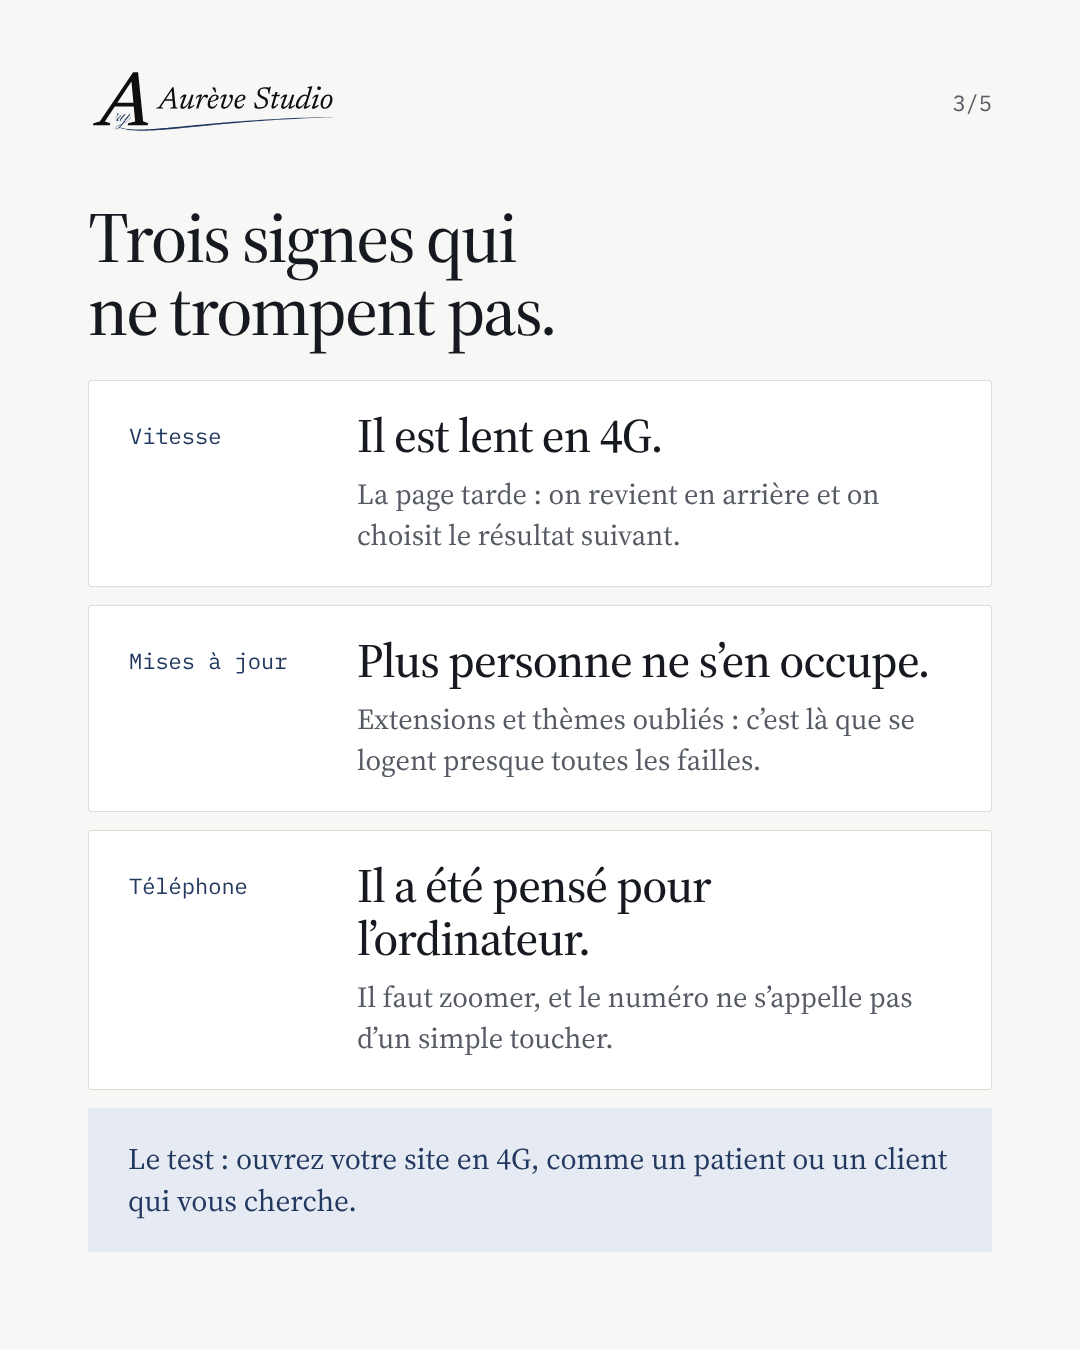 A
ay
Aurève Studio
3/5
Trois signes qui
ne trompent pas.
Vitesse
Il est lent en 4G.
La page tarde : on revient en arrière et on
choisit le résultat suivant.
Mises à jour
Plus personne ne s’en occupe.
Extensions et thèmes oubliés : c’est là que se
logent presque toutes les failles.
Téléphone
Il a été pensé pour
l’ordinateur.
Il faut zoomer, et le numéro ne s’appelle pas
d’un simple toucher.
Le test : ouvrez votre site en 4G, comme un patient ou un client
qui vous cherche.